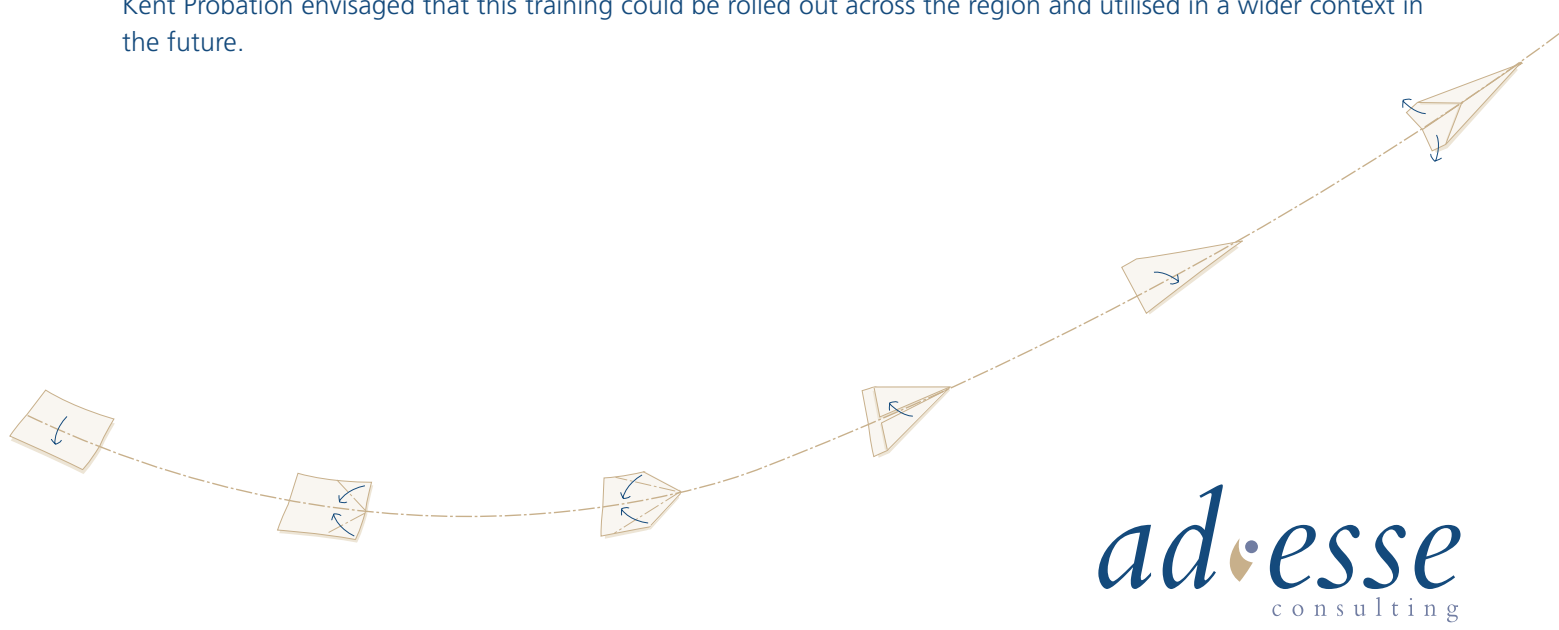 Kent Probation envisaged that this training could be rolled out across the region and utilised in a wider context in
the future.
ad esse
consulting